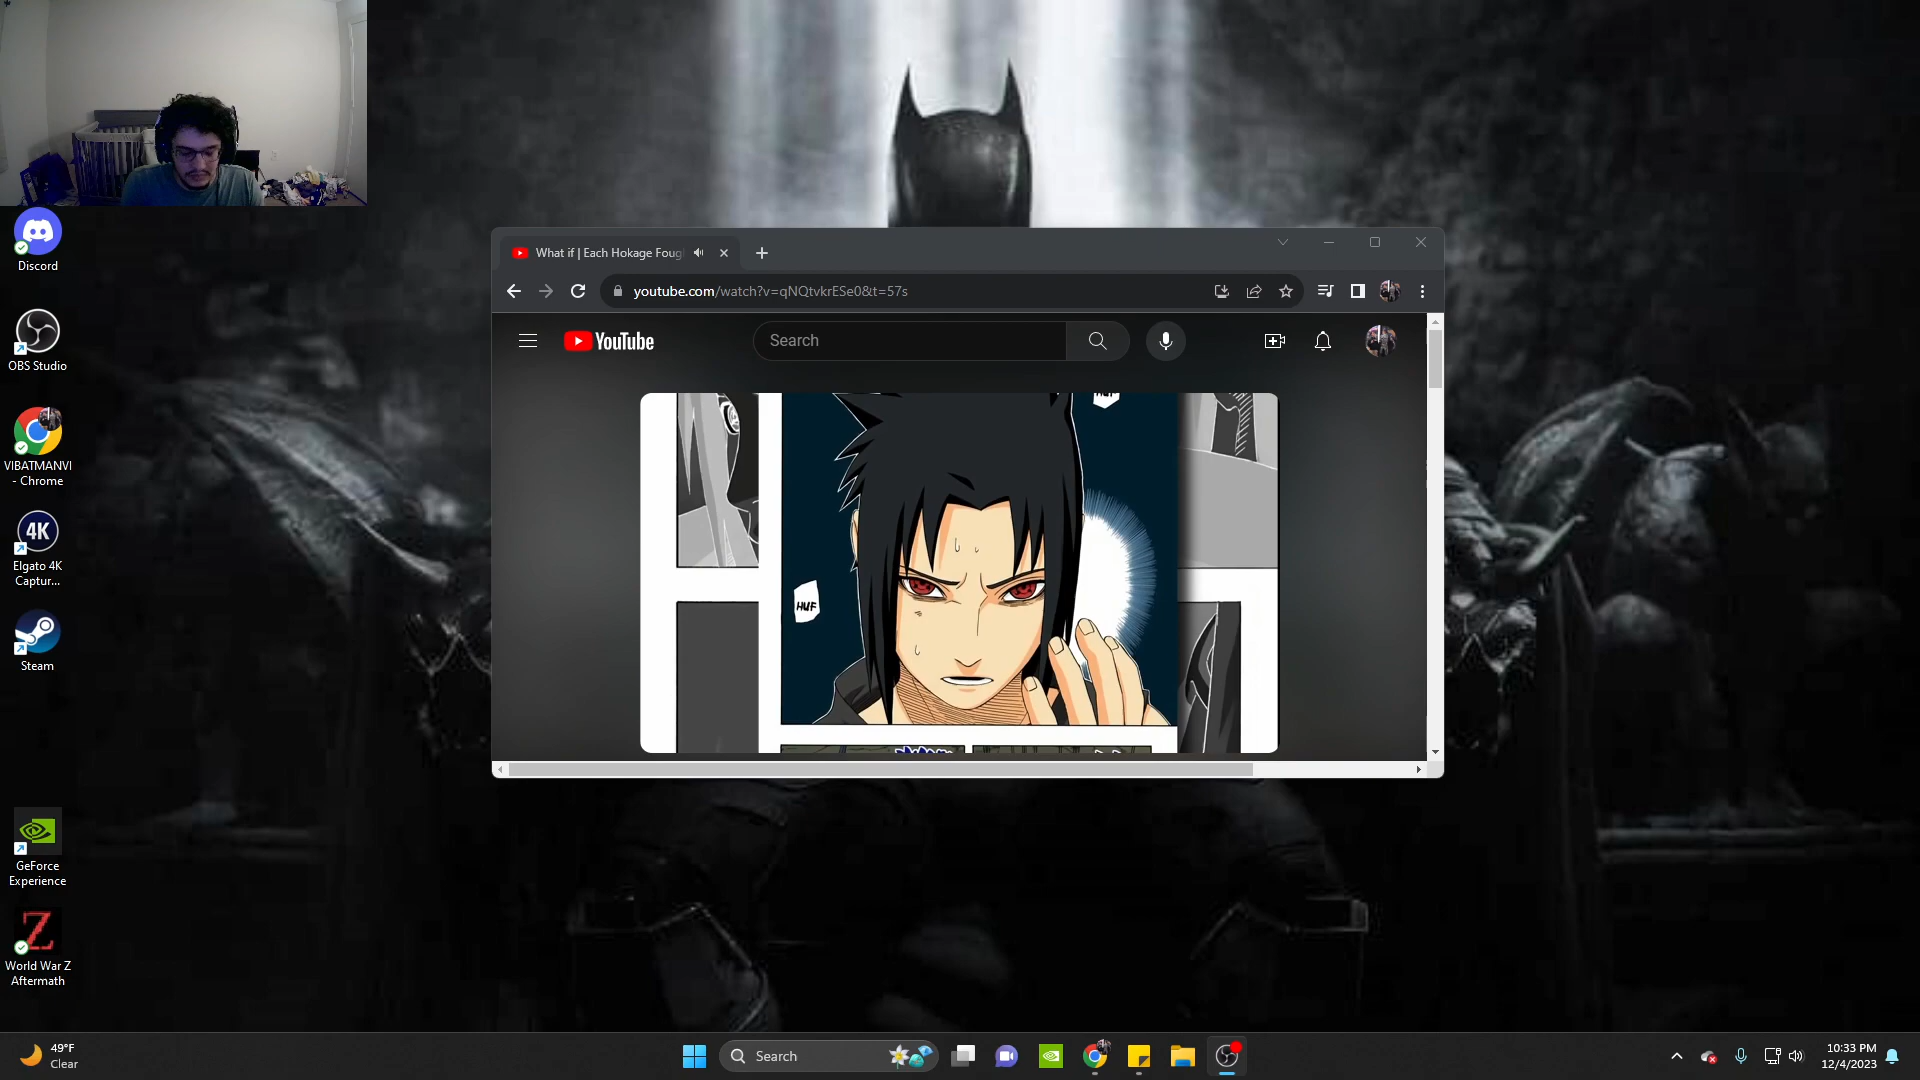 Discord
OBS Studio
VIBATMANVI
- Chrome
4K
Elgato 4K
Captur...
Steam
GeForce
Experience
Z
World War Z
Aftermath
What if | Each Hokage Foug
youtube.com/watch?v=qNQtvkrESe0&t=57s
YouTube
Search
HUF
49°F
Clear
Search
10:33 PM
12/4/2023